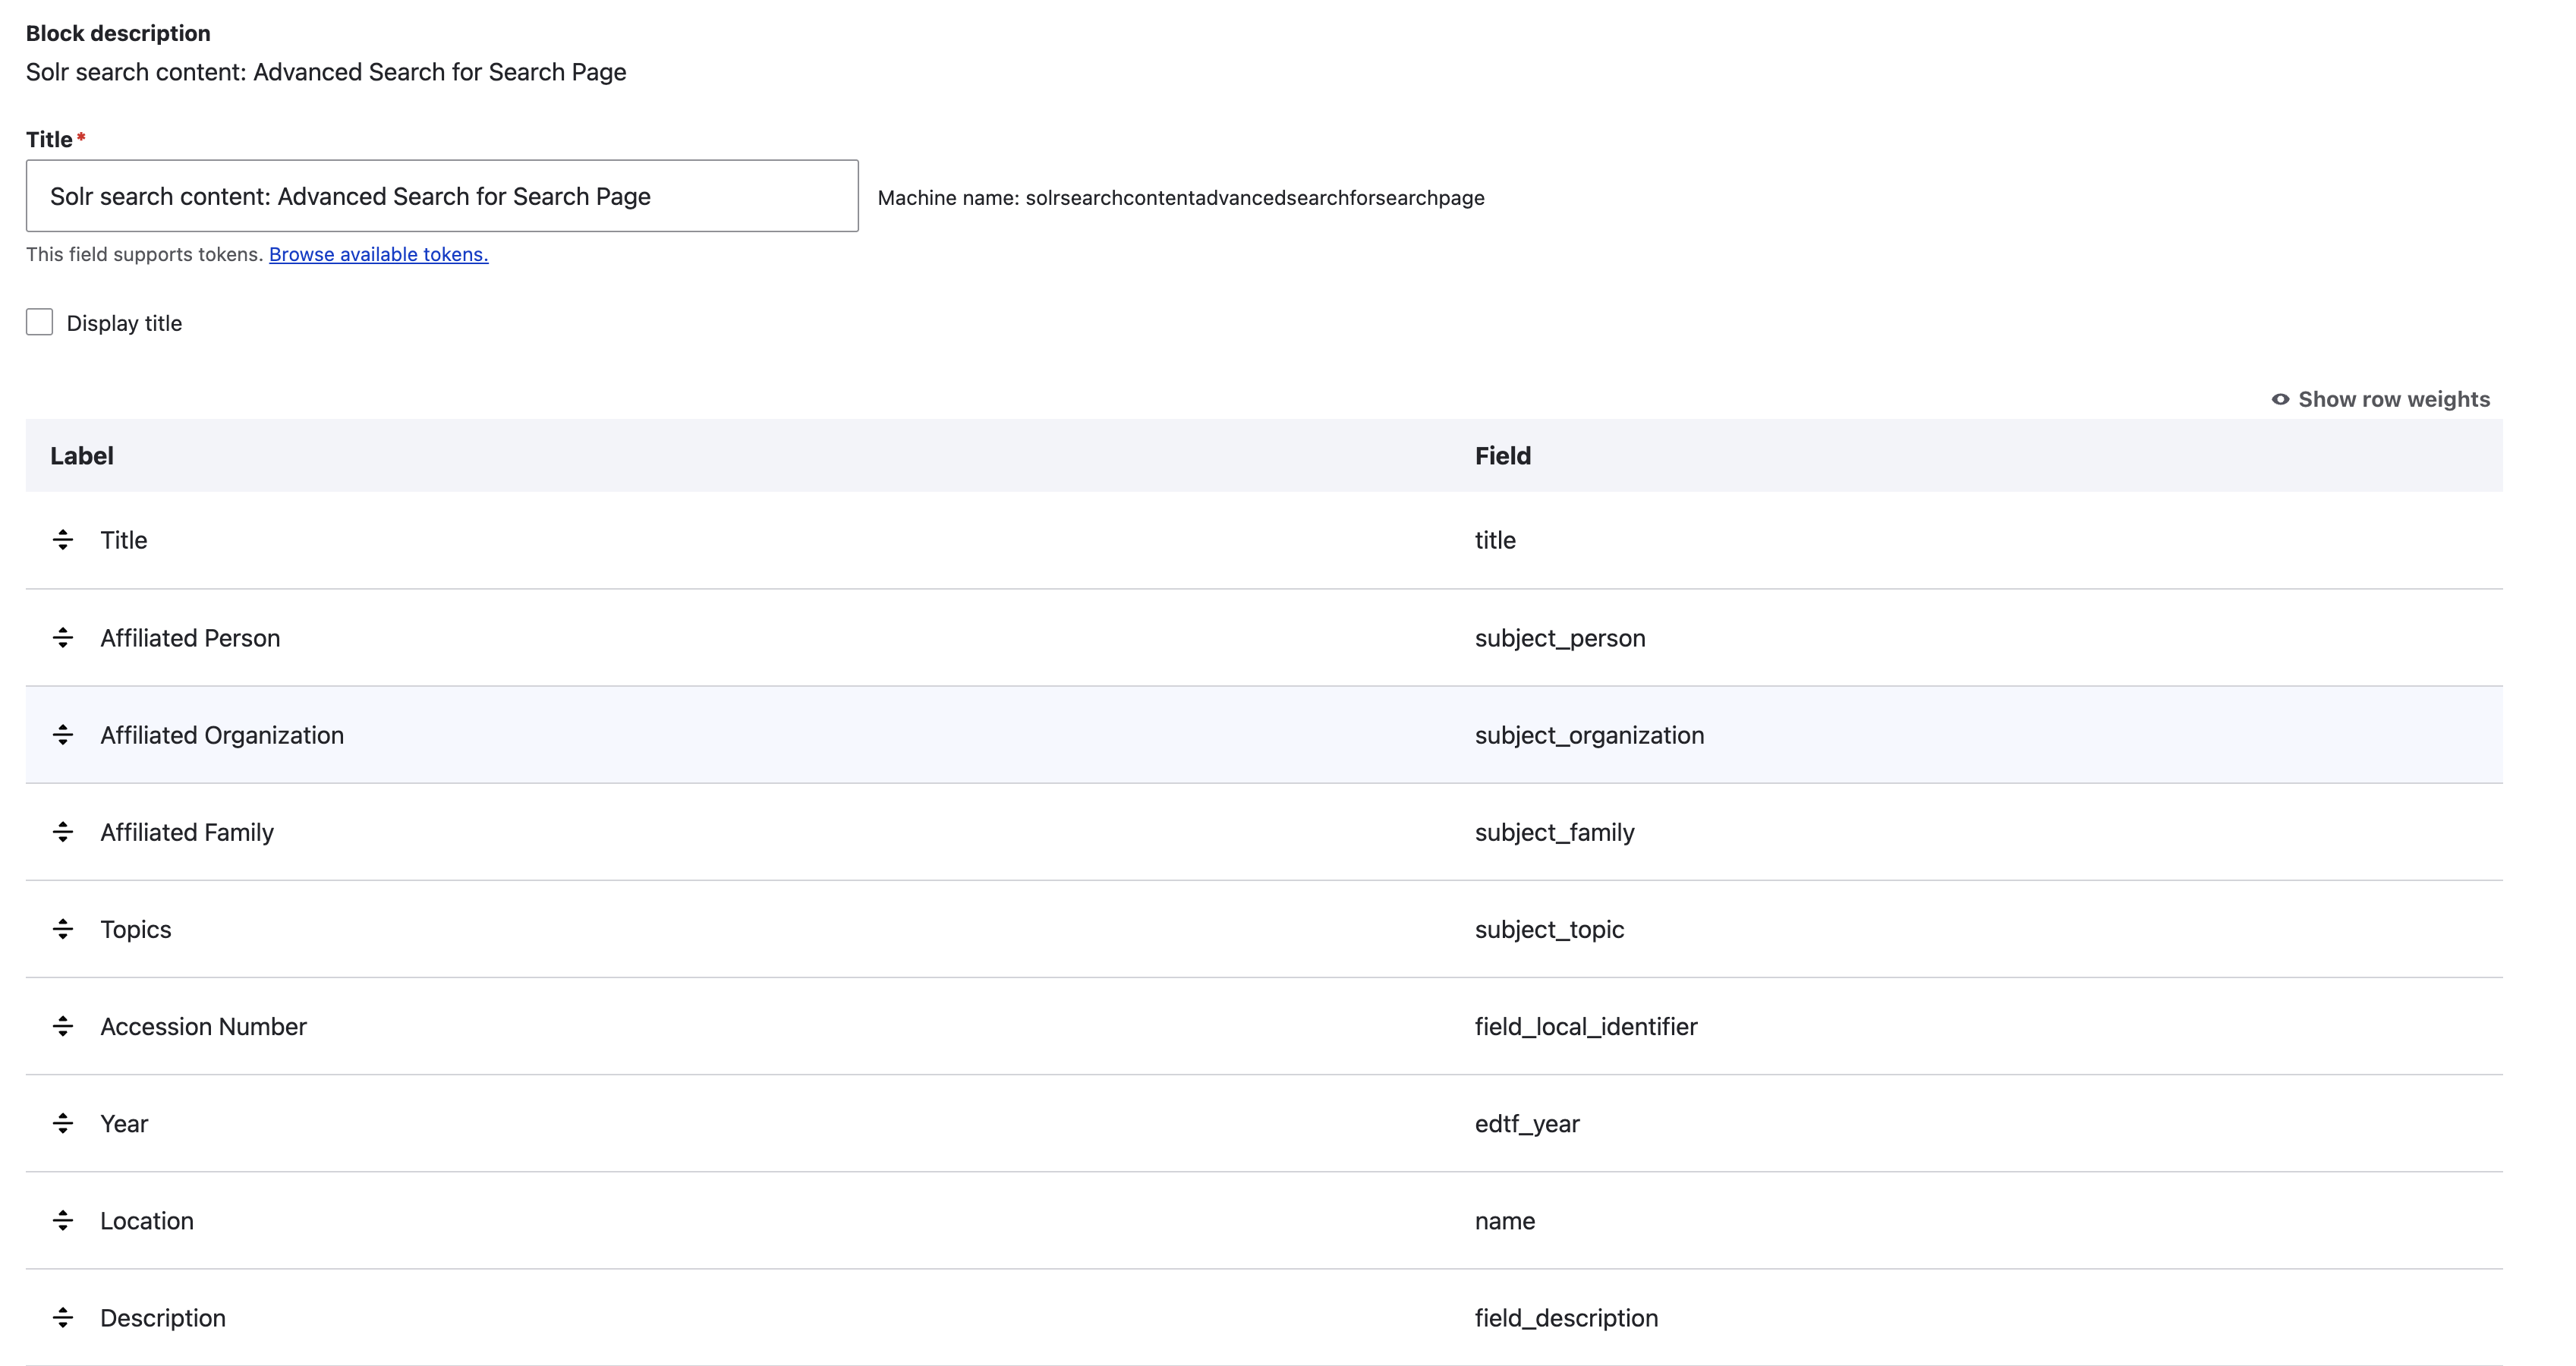 Block description
Solr search content: Advanced Search for Search Page
Title*
Solr search content: Advanced Search for Search Page
Machine name: solrsearchcontentadvancedsearchforsearchpage
This field supports tokens. Browse available tokens.
Display title
Show row weights
Label Field
Title title
Affiliated Person subject_person
Affiliated Organization subject_organization
Affiliated Family subject_family
Topics subject_topic
Accession Number field_local_identifier
Year edtf_year
Location name
Description field_description